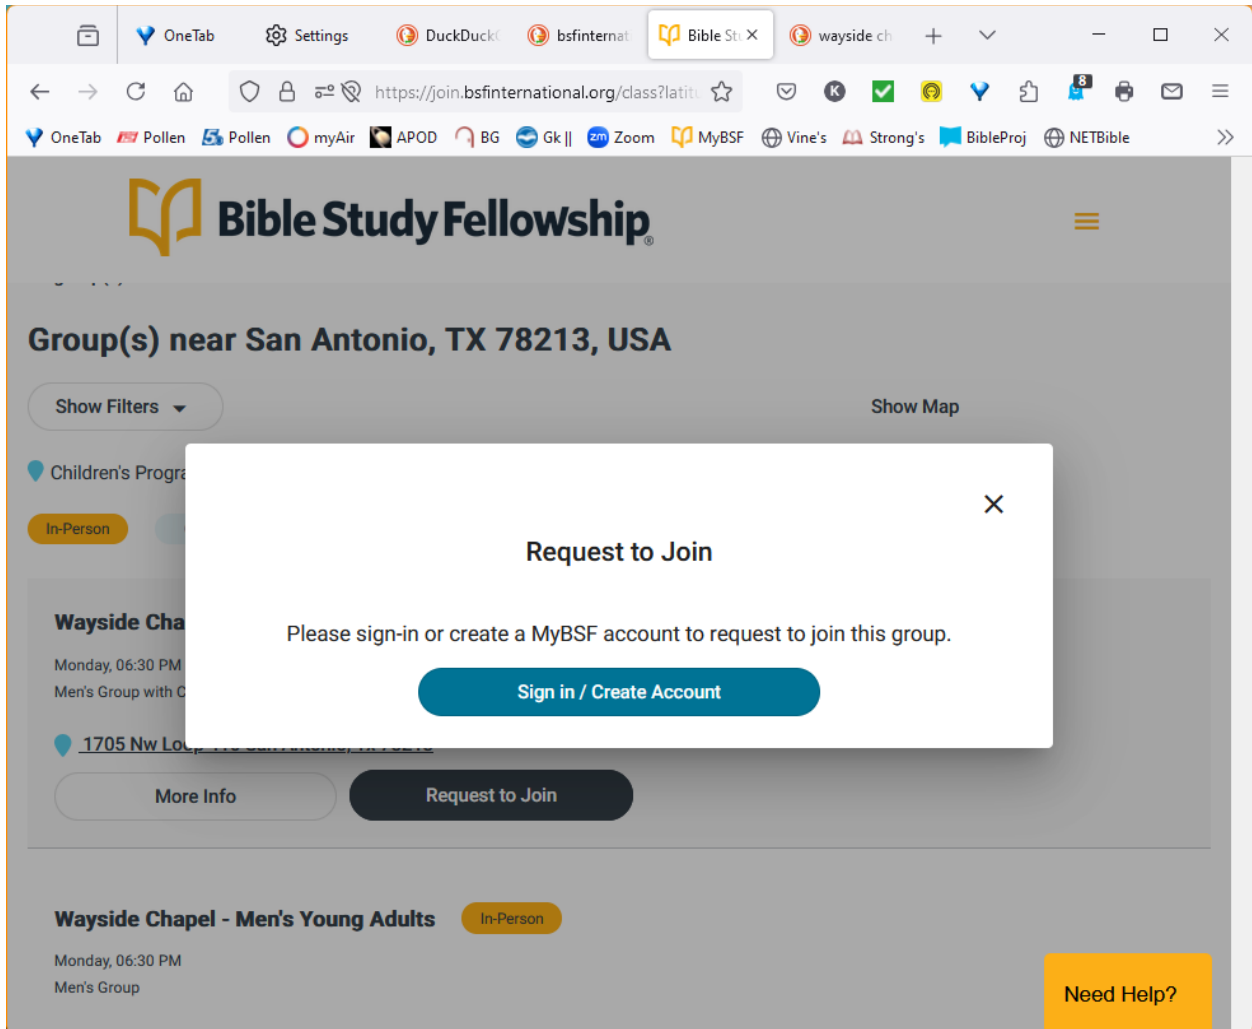 OneTab
Settings
DuckDuck
bsfinternat
Bible St
wayside ch
https://join.bsfinternational.org/class?latit
K
8
OneTab
Pollen
Pollen
myAir
APOD
BG
Gk ||
zm Zoom
MyBSF
Vine's
Strong's
BibleProj
NETBible
Bible Study Fellowship®
Group(s) near San Antonio, TX 78213, USA
Show Filters
Show Map
Children's Progra
In-Person
Request to Join
Please sign-in or create a MyBSF account to request to join this group.
Sign in / Create Account
Wayside Cha
Monday, 06:30 PM
Men's Group with C
1705 Nw Loop
More Info
Request to Join
Wayside Chapel - Men's Young Adults
In-Person
Monday, 06:30 PM
Men's Group
Need Help?